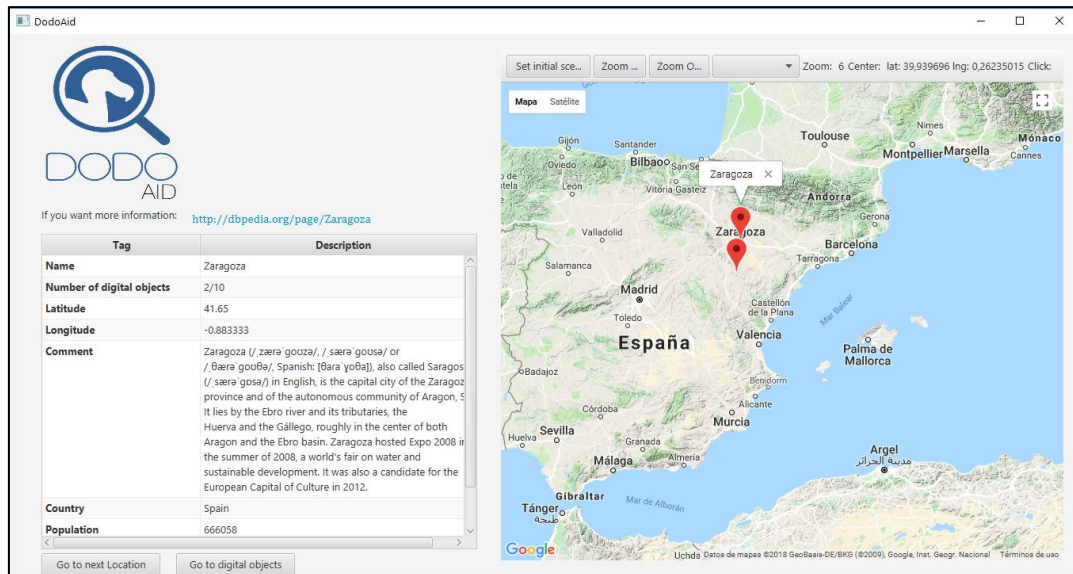 DodoAid
DODO
AID
If you want more information: http://dbpedia.org/page/Zaragoza
Tag Description
Name Zaragoza
Number of digital objects 2/10
Latitude 41.65
Longitude -0.883333
Comment Zaragoza (/ˌzærəˈɡoʊzə/, /ˌsærəˈɡoʊsə/ or
/ˌθærəˈɡoʊθə/, Spanish: [θaɾaˈɣoθa]), also called Saragos
(/ˌsærəˈɡɒsə/) in English, is the capital city of the Zaragoz
province and of the autonomous community of Aragon, S
It lies by the Ebro river and its tributaries, the
Huerva and the Gállego, roughly in the center of both
Aragon and the Ebro basin. Zaragoza hosted Expo 2008 in
the summer of 2008, a world's fair on water and
sustainable development. It was also a candidate for the
European Capital of Culture in 2012.
Country Spain
Population 666058
Go to next Location Go to digital objects
Set initial sce... Zoom ... Zoom O... Zoom: 6 Center: lat: 39,939696 lng: 0,26235015 Click:
Mapa Satélite
Toulouse
Nimes
Mónaco
Montpellier
Marsella
Cannes
Gijón
Santander
Oviedo
Bilbao
San Se
León
Vitoria-Gasteiz
Zaragoza
Andorra
Gerona
Valladolid
Zaragoza
Barcelona
Tarragona
Salamanca
Madrid
Castellón
de la Plana
Toledo
Mar Balear
España
Valencia
Palma de
Mallorca
Badajoz
Benidorm
Alicante
Córdoba
Murcia
Huelva
Sevilla
Granada
Málaga
Almería
Argel
مدينة الجزائر
Gibraltar
Mar de Alborán
Tánger
طنجة
Google
Uchda
Datos de mapas ©2018 GeoBasis-DE/BKG (©2009), Google, Inst. Geogr. Nacional Términos de uso